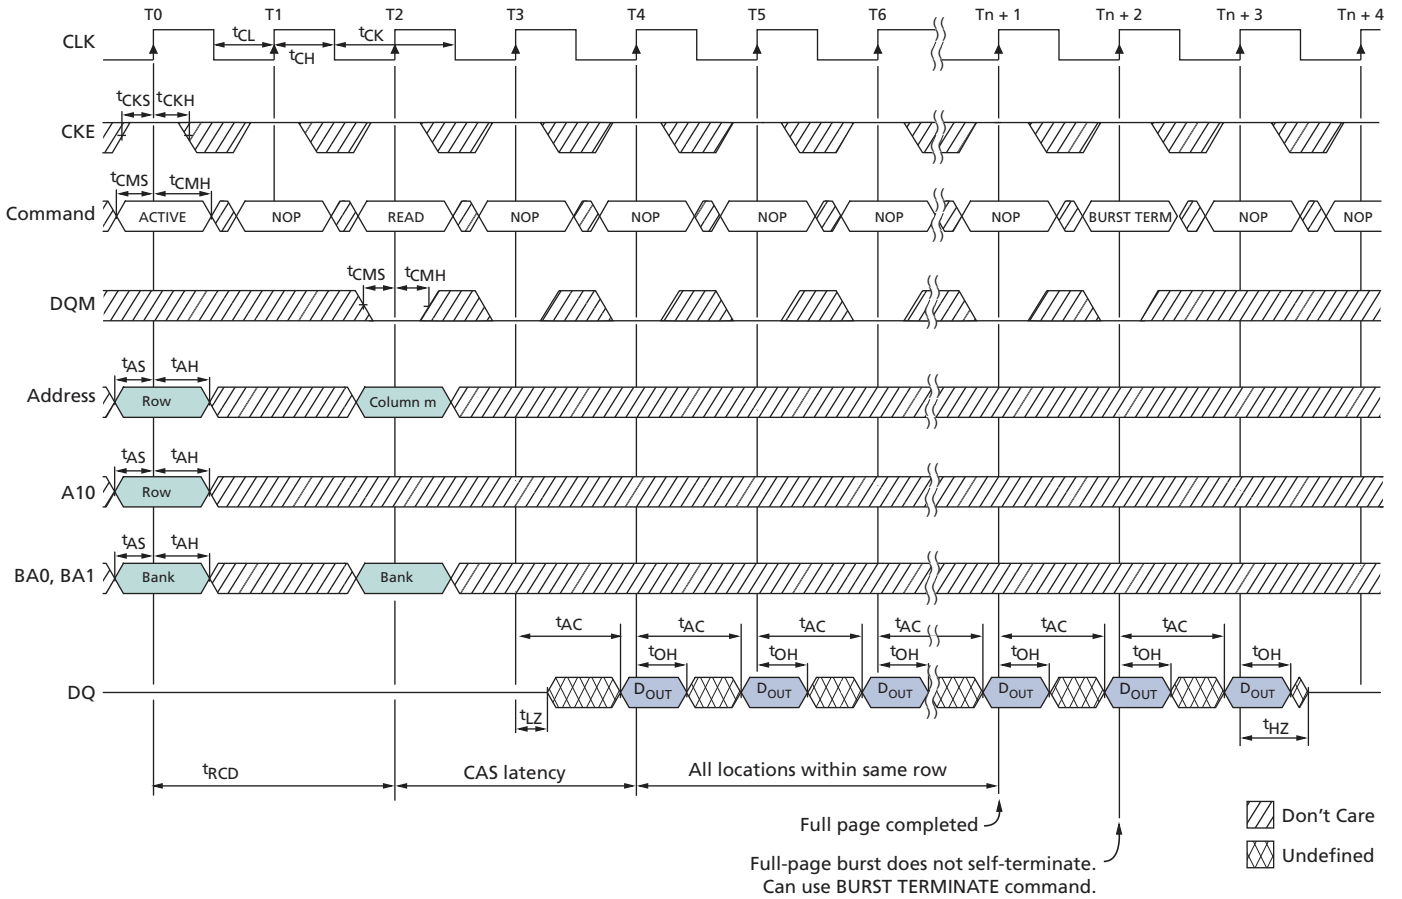 T0 T1 T2 T3 T4 T5 T6 Tn + 1 Tn + 2 Tn + 3 Tn + 4
CLK
tCL tCK
tCH
tCKS tCKH
CKE
tCMS tCMH
Command ACTIVE NOP READ NOP NOP NOP NOP NOP BURST TERM NOP NOP
tCMS tCMH
DQM
tAS tAH
Address Row Column m
tAS tAH
A10 Row
tAS tAH
BA0, BA1 Bank Bank
tAC tAC tAC tAC tAC tAC
tOH tOH tOH tOH tOH tOH
DQ DOUT DOUT DOUT DOUT DOUT DOUT
tLZ tHZ
tRCD CAS latency All locations within same row
Full page completed
Full-page burst does not self-terminate.
Can use BURST TERMINATE command.
Don't Care
Undefined